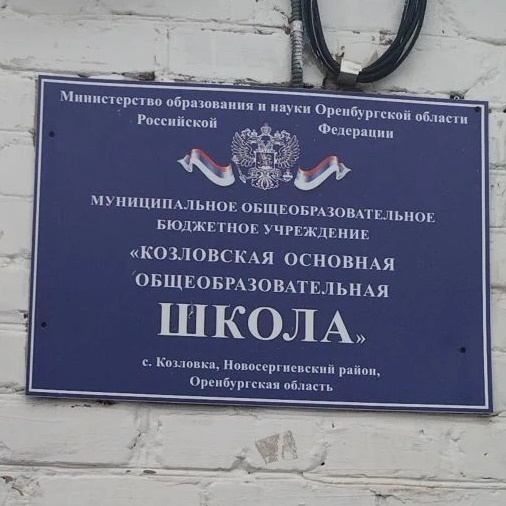 Министерство образования и науки Оренбургской области
Российской Федерации
МУНИЦИПАЛЬНОЕ ОБЩЕОБРАЗОВАТЕЛЬНОЕ
БЮДЖЕТНОЕ УЧРЕЖДЕНИЕ
«КОЗЛОВСКАЯ ОСНОВНАЯ
ОБЩЕОБРАЗОВАТЕЛЬНАЯ
ШКОЛА»
с. Козловка, Новосергиевский район,
Оренбургская область